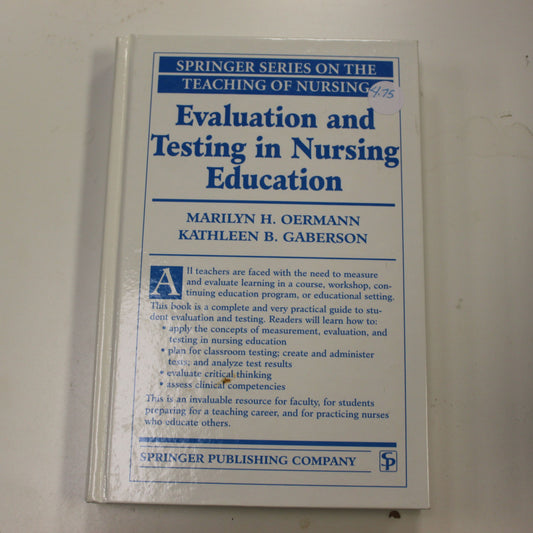 SPRINGER SERIES ON THE
TEACHING OF NURSING
4.75
Evaluation and
Testing in Nursing
Education
MARILYN H. OERMANN
KATHLEEN B. GABERSON
All teachers are faced with the need to measure
and evaluate learning in a course, workshop, con-
tinuing education program, or educational setting.
This book is a complete and very practical guide to stu-
dent evaluation and testing. Readers will learn how to:
• apply the concepts of measurement, evaluation, and
testing in nursing education
• plan for classroom testing; create and administer
tests; and analyze test results
• evaluate critical thinking
• assess clinical competencies
This is an invaluable resource for faculty, for students
preparing for a teaching career, and for practicing nurses
who educate others.
SPRINGER PUBLISHING COMPANY
SP